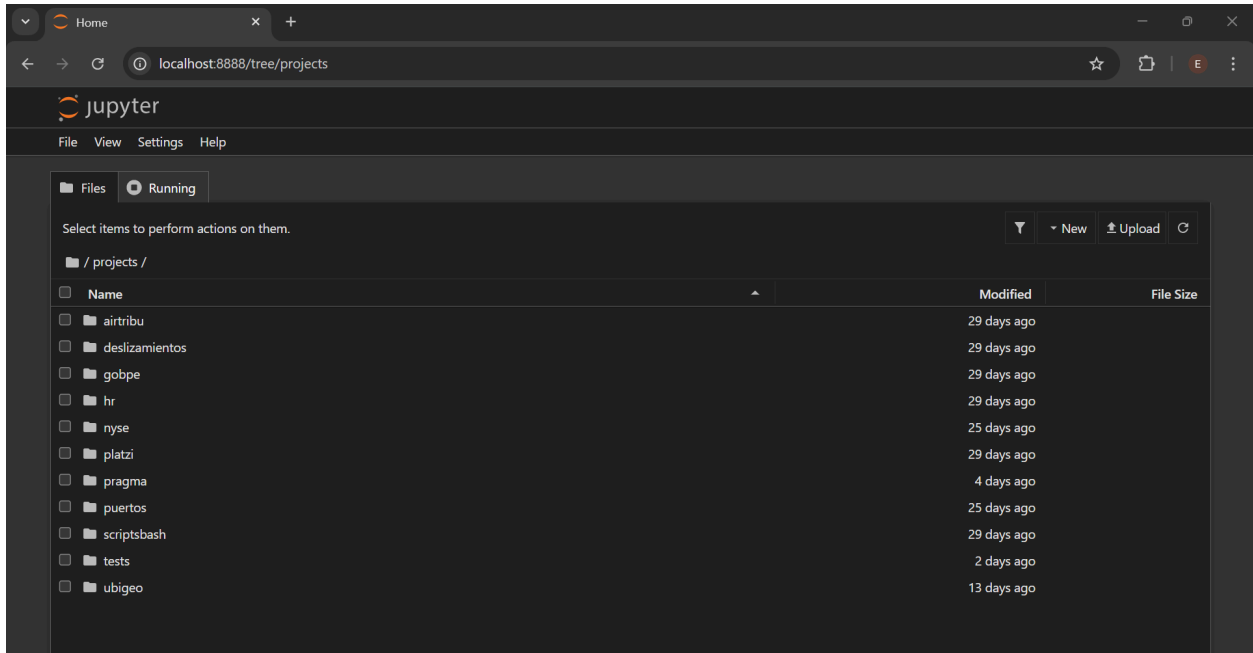 Home
localhost:8888/tree/projects
E
jupyter
File View Settings Help
Files Running
Select items to perform actions on them.
New Upload
/ projects /
Name Modified File Size
airtribu 29 days ago
deslizamientos 29 days ago
gobpe 29 days ago
hr 29 days ago
nyse 25 days ago
platzi 29 days ago
pragma 4 days ago
puertos 25 days ago
scriptsbash 29 days ago
tests 2 days ago
ubigeo 13 days ago